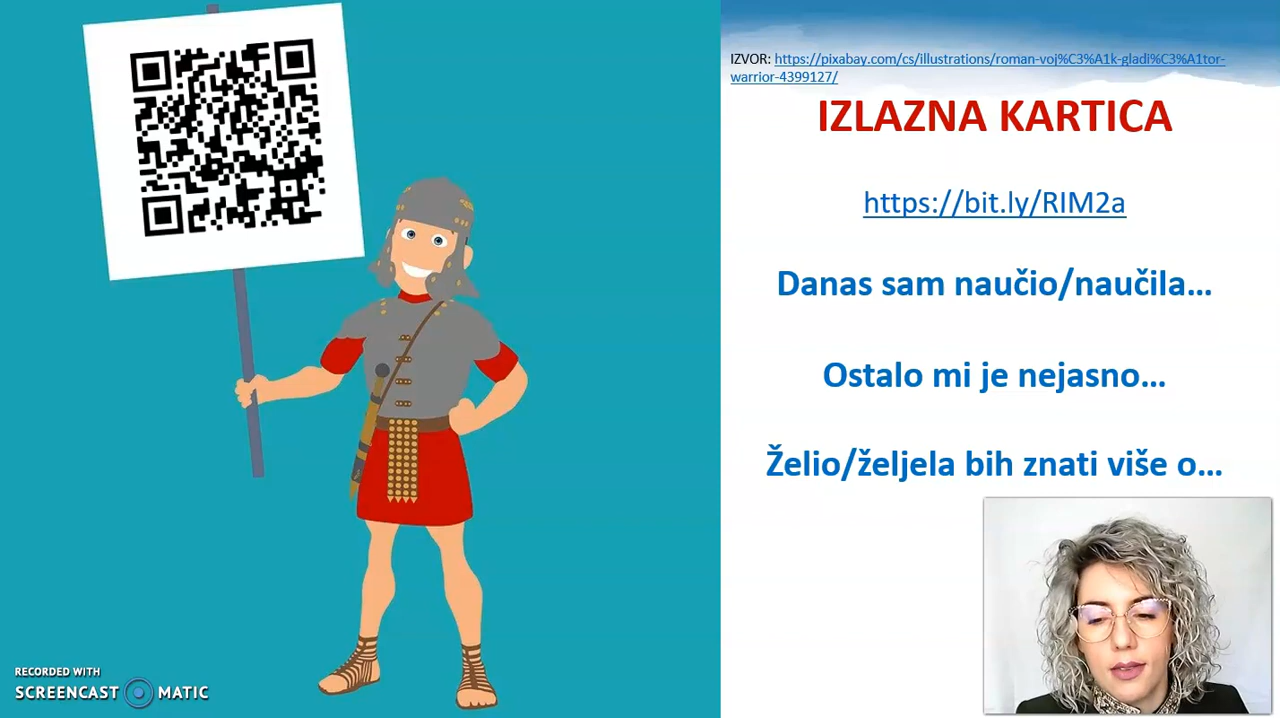 IZVOR: https://pixabay.com/cs/illustrations/roman-voj%C3%A1k-gladi%C3%A1tor-
warrior-4399127/
IZLAZNA KARTICA
https://bit.ly/RIM2a
Danas sam naučio/naučila...
Ostalo mi je nejasno...
Želio/željela bih znati više o...
RECORDED WITH
SCREENCAST MATIC